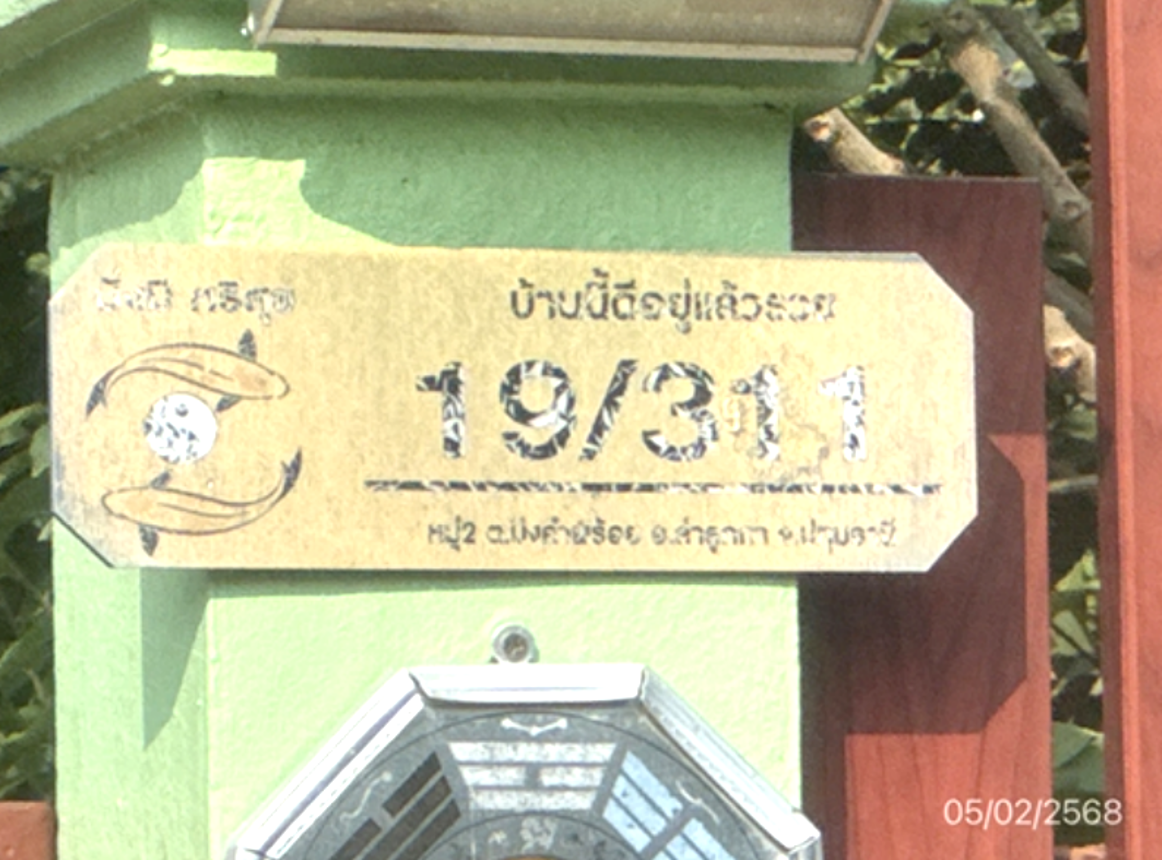 บ้านนี้ดีอยู่แล้วรวย
19/311
หมู่2 ต.บึงคำพร้อย อ.ลำลูกกา จ.ปทุมธานี
05/02/2568